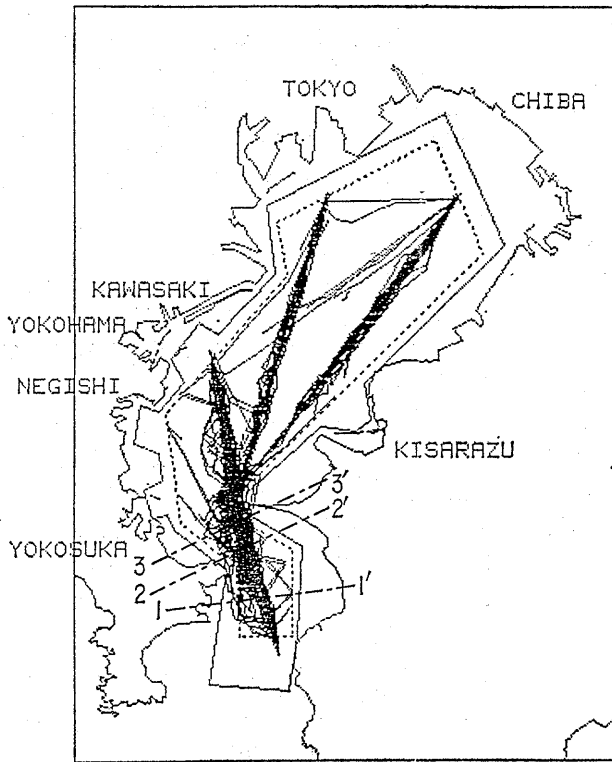 TOKYO
CHIBA
KAWASAKI
YOKOHAMA
NEGISHI
KISARAZU
3'
2'
YOKOSUKA
3
2
1
1'